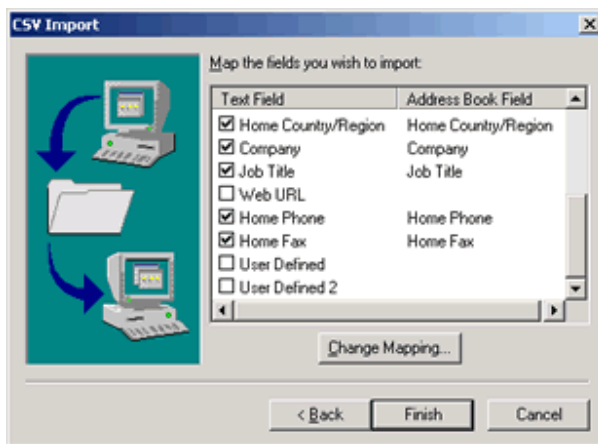 CSV Import
Map the fields you wish to import:
Text Field Address Book Field
Home Country/Region Home Country/Region
Company Company
Job Title Job Title
Web URL
Home Phone Home Phone
Home Fax Home Fax
User Defined
User Defined 2
Change Mapping...
< Back Finish Cancel